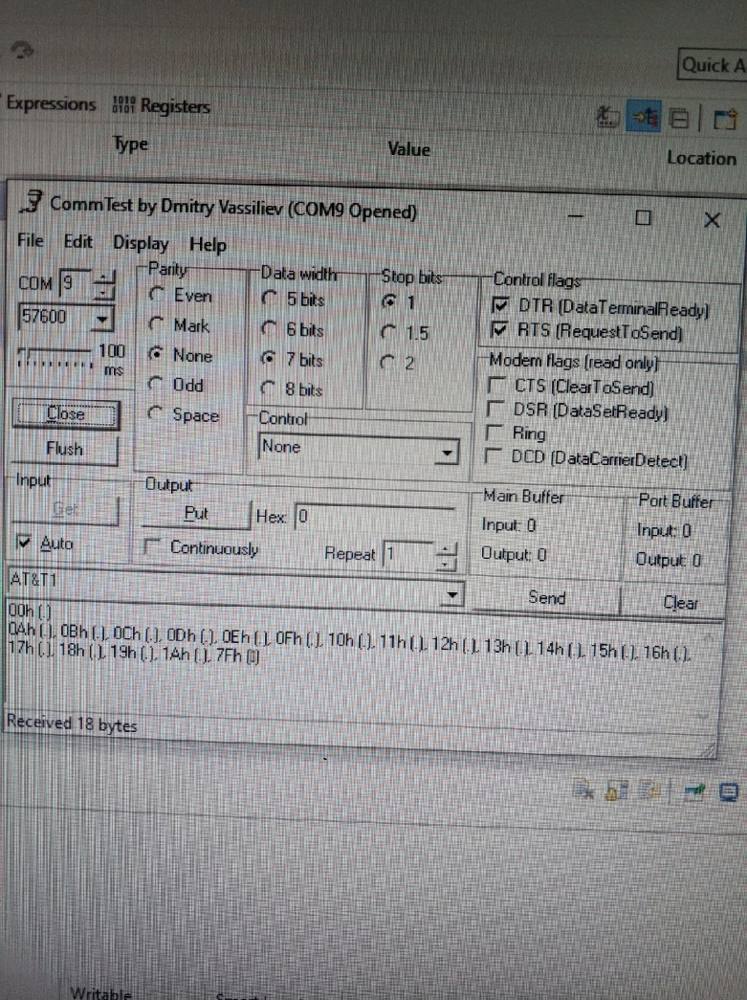 Quick A
Expressions 1010 0101 Registers
Type Value Location
CommTest by Dmitry Vassiliev (COM9 Opened)
File Edit Display Help
COM 9
57600
100
ms
Close
Flush
Parity
Even
Mark
None
Odd
Space
Data width
5 bits
6 bits
7 bits
8 bits
Stop bits
1
1.5
2
Control
None
Control flags
DTR (DataTerminalReady)
RTS (RequestToSend)
Modem flags (read only)
CTS (ClearToSend)
DSR (DataSetReady)
Ring
DCD (DataCarrierDetect)
Input
Get
Auto
Output
Put Hex: 0
Continuously Repeat 1
Main Buffer
Input: 0
Output: 0
Port Buffer
Input: 0
Output: 0
AT&T1
Send Clear
00h (.)
0Ah (.), 0Bh (.), 0Ch (.), 0Dh (.), 0Eh (.), 0Fh (.), 10h (.), 11h (.), 12h (.), 13h (.), 14h (.), 15h (.), 16h (.),
17h (.), 18h (.), 19h (.), 1Ah (.), 7Fh (▯)
Received 18 bytes
Writable